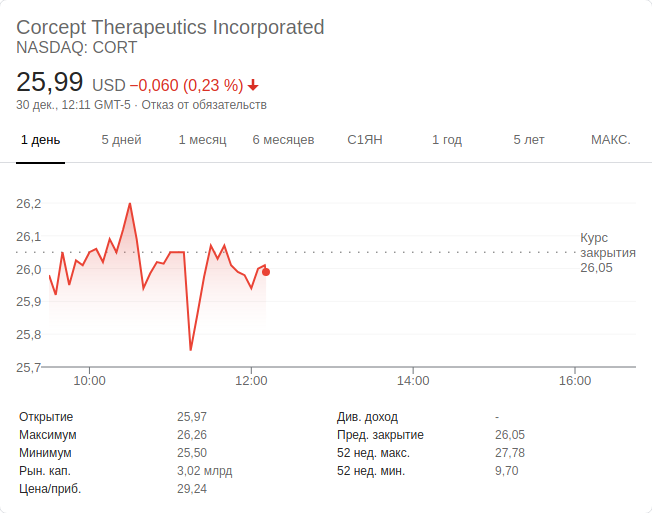 Corcept Therapeutics Incorporated
NASDAQ: CORT
25,99 USD −0,060 (0,23 %)
30 дек., 12:11 GMT-5 · Отказ от обязательств
1 день 5 дней 1 месяц 6 месяцев С1ЯН 1 год 5 лет МАКС.
26,2
26,1
26,0
25,9
25,8
25,7
Курс
закрытия
26,05
10:00 12:00 14:00 16:00
Открытие 25,97 Див. доход -
Максимум 26,26 Пред. закрытие 26,05
Минимум 25,50 52 нед. макс. 27,78
Рын. кап. 3,02 млрд 52 нед. мин. 9,70
Цена/приб. 29,24